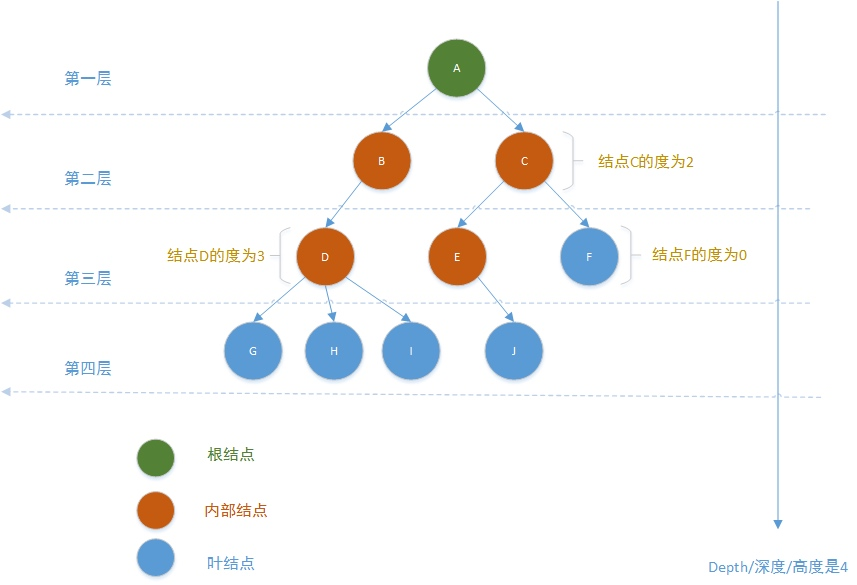 A
第一层
B
C
结点C的度为2
第二层
结点D的度为3
D
E
F
结点F的度为0
第三层
G
H
I
J
第四层
根结点
内部结点
叶结点
Depth/深度/高度是4